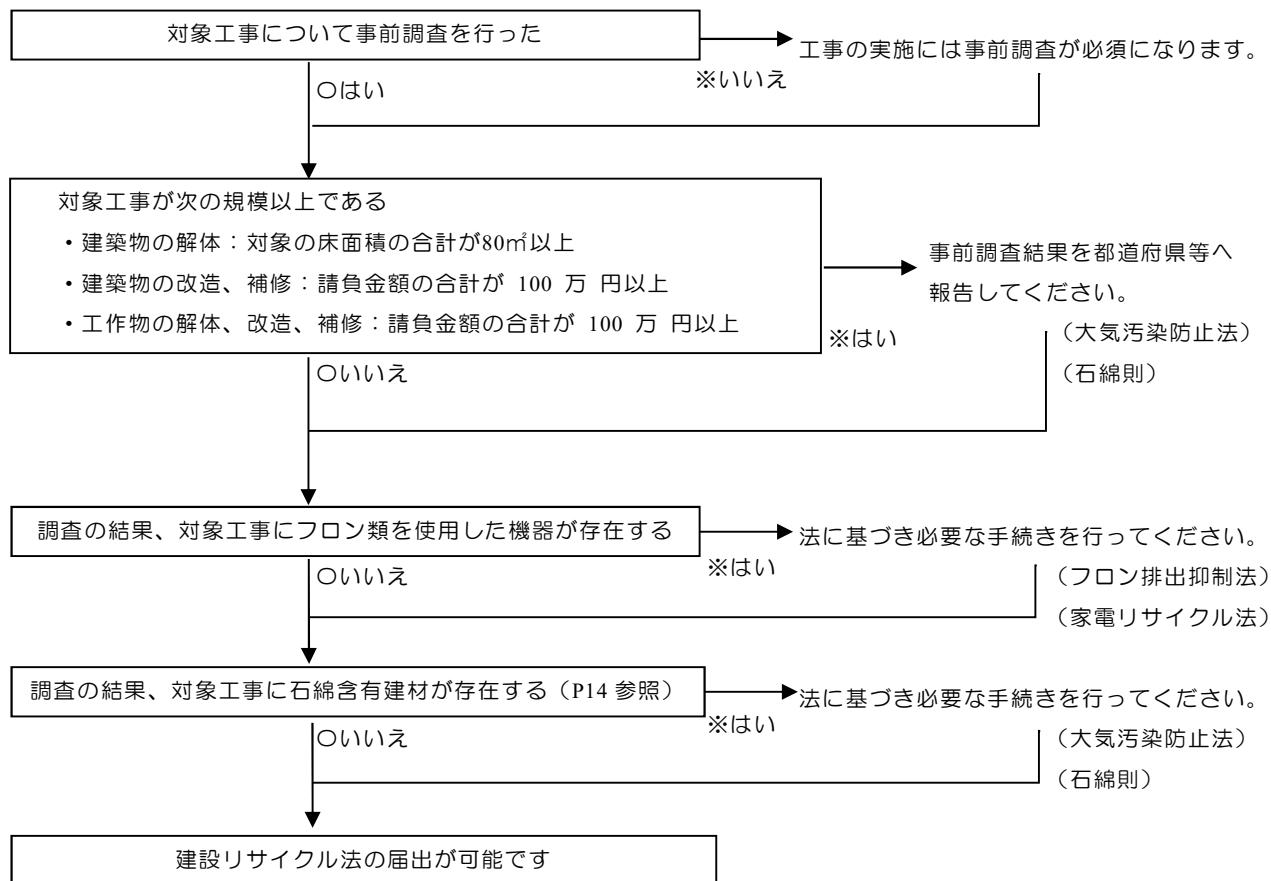 対象工事について事前調査を行った
工事の実施には事前調査が必須になります。
※いいえ
〇はい
対象工事が次の規模以上である
・建築物の解体：対象の床面積の合計が80㎡以上
・建築物の改造、補修：請負金額の合計が 100 万 円以上
・工作物の解体、改造、補修：請負金額の合計が 100 万 円以上
事前調査結果を都道府県等へ
報告してください。
※はい
（大気汚染防止法）
（石綿則）
〇いいえ
調査の結果、対象工事にフロン類を使用した機器が存在する
法に基づき必要な手続きを行ってください。
※はい
（フロン排出抑制法）
（家電リサイクル法）
〇いいえ
調査の結果、対象工事に石綿含有建材が存在する（P14 参照）
法に基づき必要な手続きを行ってください。
※はい
（大気汚染防止法）
（石綿則）
〇いいえ
建設リサイクル法の届出が可能です